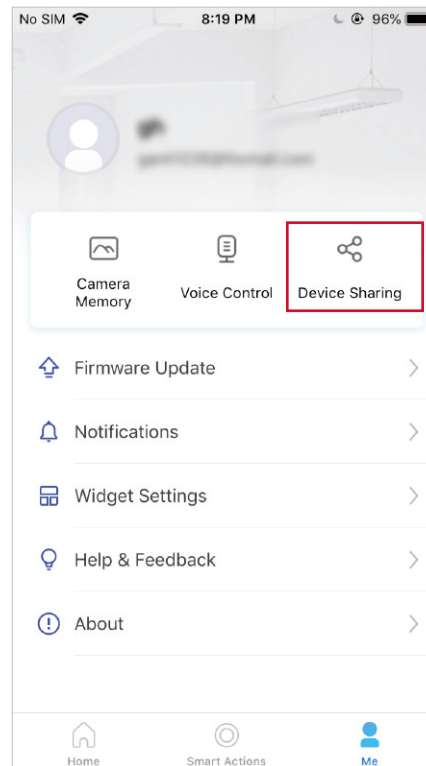 No SIM 8:19 PM 96%
Camera
Memory
Voice Control
Device Sharing
Firmware Update
Notifications
Widget Settings
Help & Feedback
About
Home
Smart Actions
Me